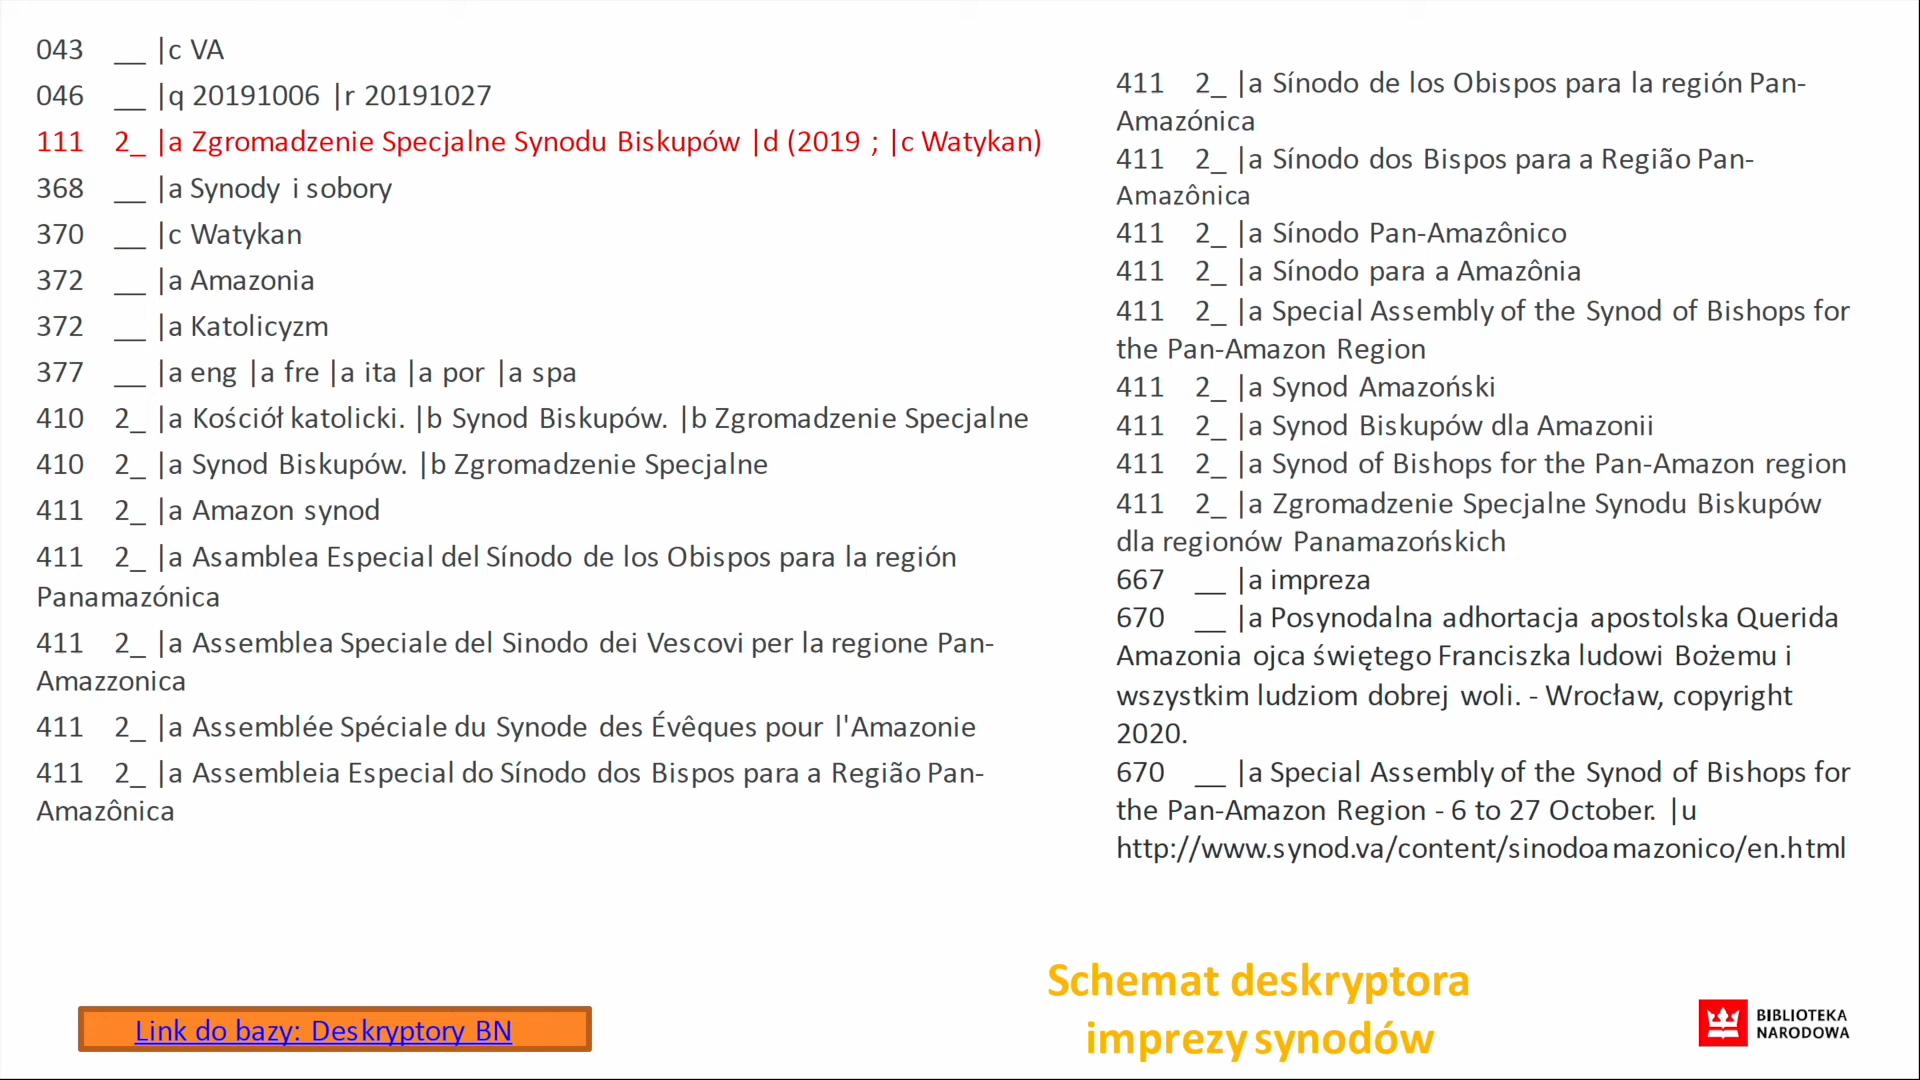 043 __ |c VA
046 __ |q 20191006 |r 20191027
111 2_ |a Zgromadzenie Specjalne Synodu Biskupów |d (2019 ; |c Watykan)
368 __ |a Synody i sobory
370 __ |c Watykan
372 __ |a Amazonia
372 __ |a Katolicyzm
377 __ |a eng |a fre |a ita |a por |a spa
410 2_ |a Kościół katolicki. |b Synod Biskupów. |b Zgromadzenie Specjalne
410 2_ |a Synod Biskupów. |b Zgromadzenie Specjalne
411 2_ |a Amazon synod
411 2_ |a Asamblea Especial del Sínodo de los Obispos para la región
Panamazónica
411 2_ |a Assemblea Speciale del Sinodo dei Vescovi per la regione Pan-
Amazzonica
411 2_ |a Assemblée Spéciale du Synode des Évêques pour l'Amazonie
411 2_ |a Assembleia Especial do Sínodo dos Bispos para a Região Pan-
Amazônica
411 2_ |a Sínodo de los Obispos para la región Pan-
Amazónica
411 2_ |a Sínodo dos Bispos para a Região Pan-
Amazônica
411 2_ |a Sínodo Pan-Amazônico
411 2_ |a Sínodo para a Amazônia
411 2_ |a Special Assembly of the Synod of Bishops for
the Pan-Amazon Region
411 2_ |a Synod Amazoński
411 2_ |a Synod Biskupów dla Amazonii
411 2_ |a Synod of Bishops for the Pan-Amazon region
411 2_ |a Zgromadzenie Specjalne Synodu Biskupów
dla regionów Panamazońskich
667 __ |a impreza
670 __ |a Posynodalna adhortacja apostolska Querida
Amazonia ojca świętego Franciszka ludowi Bożemu i
wszystkim ludziom dobrej woli. - Wrocław, copyright
2020.
670 __ |a Special Assembly of the Synod of Bishops for
the Pan-Amazon Region - 6 to 27 October. |u
http://www.synod.va/content/sinodoamazonico/en.html
Schemat deskryptora
imprezy synodów
Link do bazy: Deskryptory BN
BIBLIOTEKA
NARODOWA